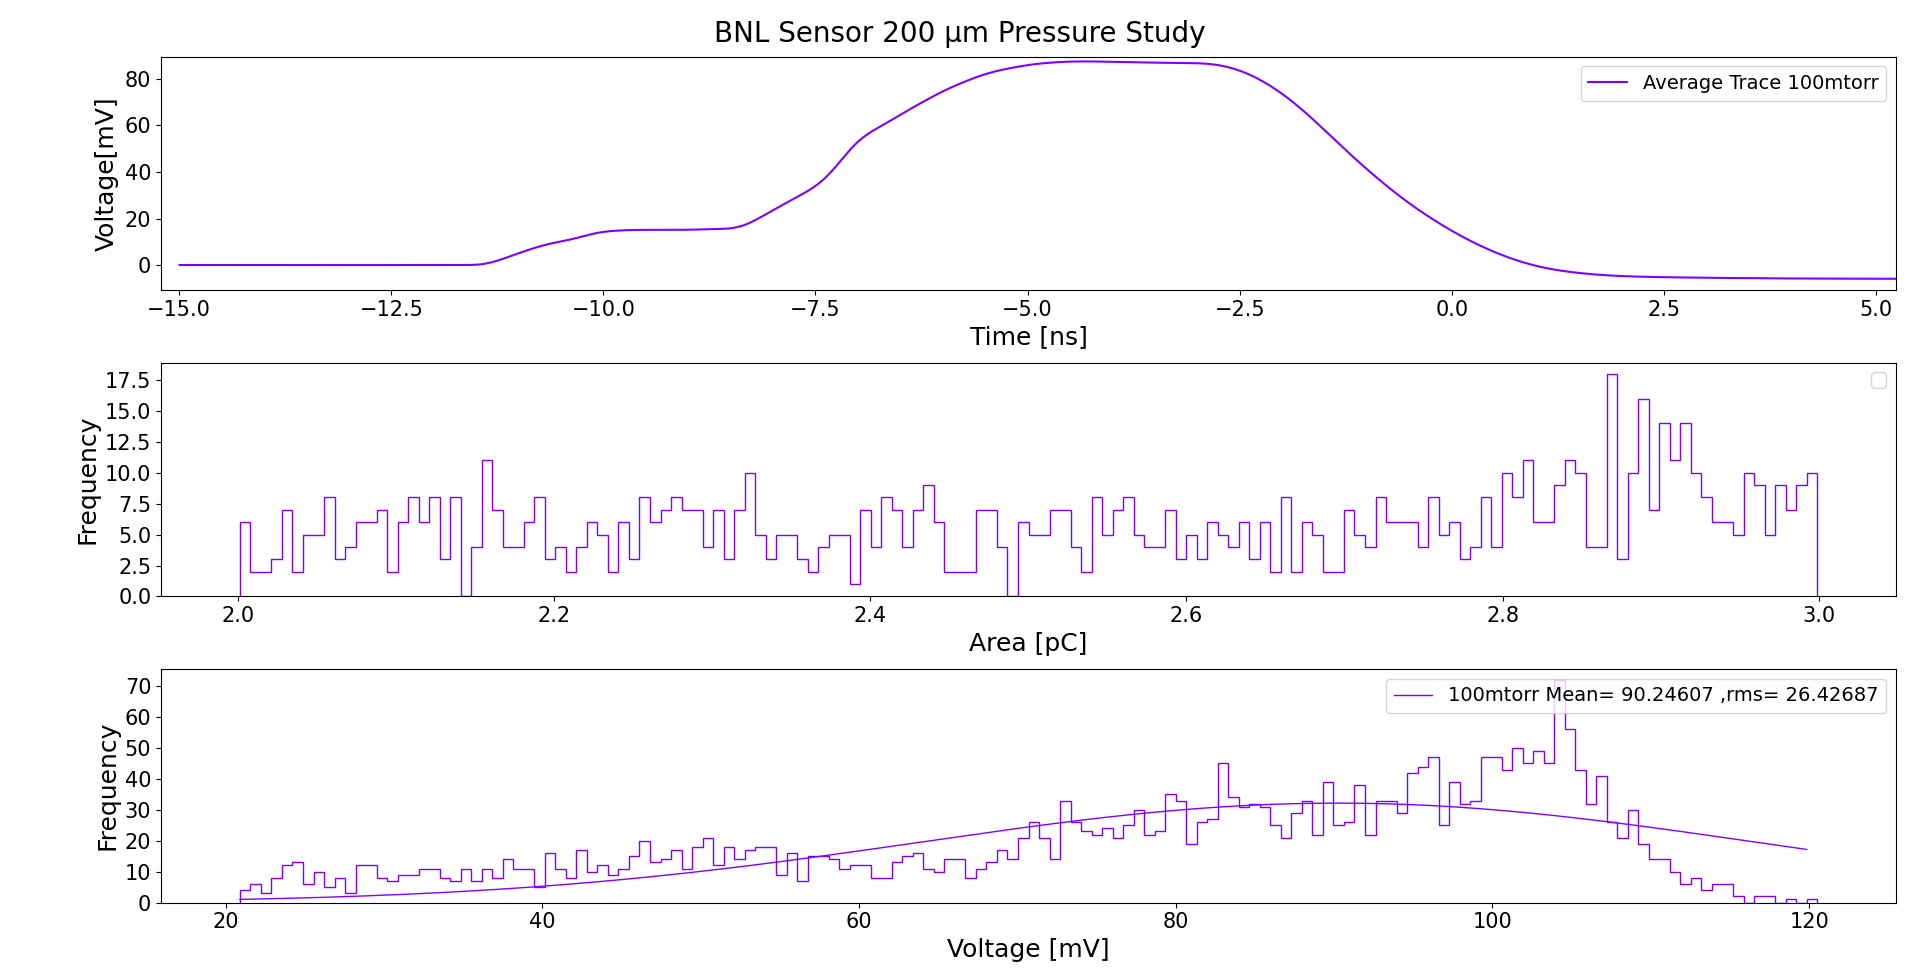 BNL Sensor 200 μm Pressure Study
80
60
40
20
0
Voltage[mV]
Average Trace 100mtorr
−15.0 −12.5 −10.0 −7.5 −5.0 −2.5 0.0 2.5 5.0
Time [ns]
17.5
15.0
12.5
10.0
7.5
5.0
2.5
0.0
Frequency
2.0 2.2 2.4 2.6 2.8 3.0
Area [pC]
70
60
50
40
30
20
10
0
Frequency
100mtorr Mean= 90.24607 ,rms= 26.42687
20 40 60 80 100 120
Voltage [mV]